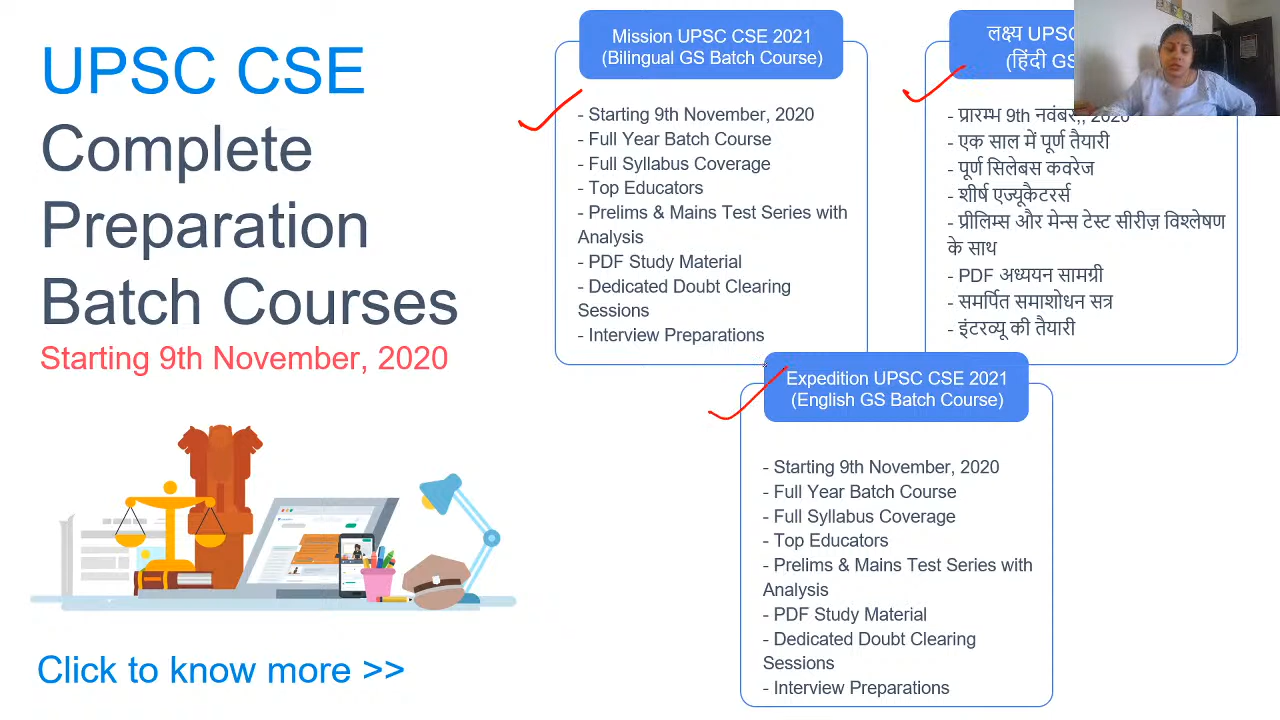 UPSC CSE
Complete
Preparation
Batch Courses
Starting 9th November, 2020
Click to know more >>
Mission UPSC CSE 2021
(Bilingual GS Batch Course)
- Starting 9th November, 2020
- Full Year Batch Course
- Full Syllabus Coverage
- Top Educators
- Prelims & Mains Test Series with
Analysis
- PDF Study Material
- Dedicated Doubt Clearing
Sessions
- Interview Preparations
लक्ष्य UPSC
(हिंदी GS
- प्रारम्भ 9th नवंबर,, 2020
- एक साल में पूर्ण तैयारी
- पूर्ण सिलेबस कवरेज
- शीर्ष एज्यूकैटरर्स
- प्रीलिम्स और मेन्स टेस्ट सीरीज़ विश्लेषण
के साथ
- PDF अध्ययन सामग्री
- समर्पित समाशोधन सत्र
- इंटरव्यू की तैयारी
Expedition UPSC CSE 2021
(English GS Batch Course)
- Starting 9th November, 2020
- Full Year Batch Course
- Full Syllabus Coverage
- Top Educators
- Prelims & Mains Test Series with
Analysis
- PDF Study Material
- Dedicated Doubt Clearing
Sessions
- Interview Preparations